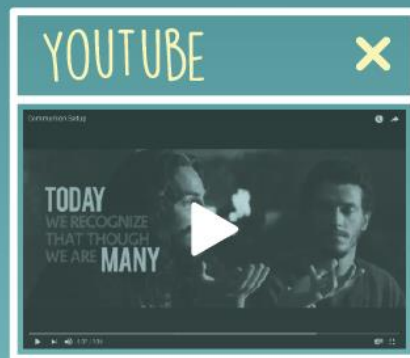 YOUTUBE
Communion Setup
TODAY
WE RECOGNIZE
THAT THOUGH
WE ARE MANY